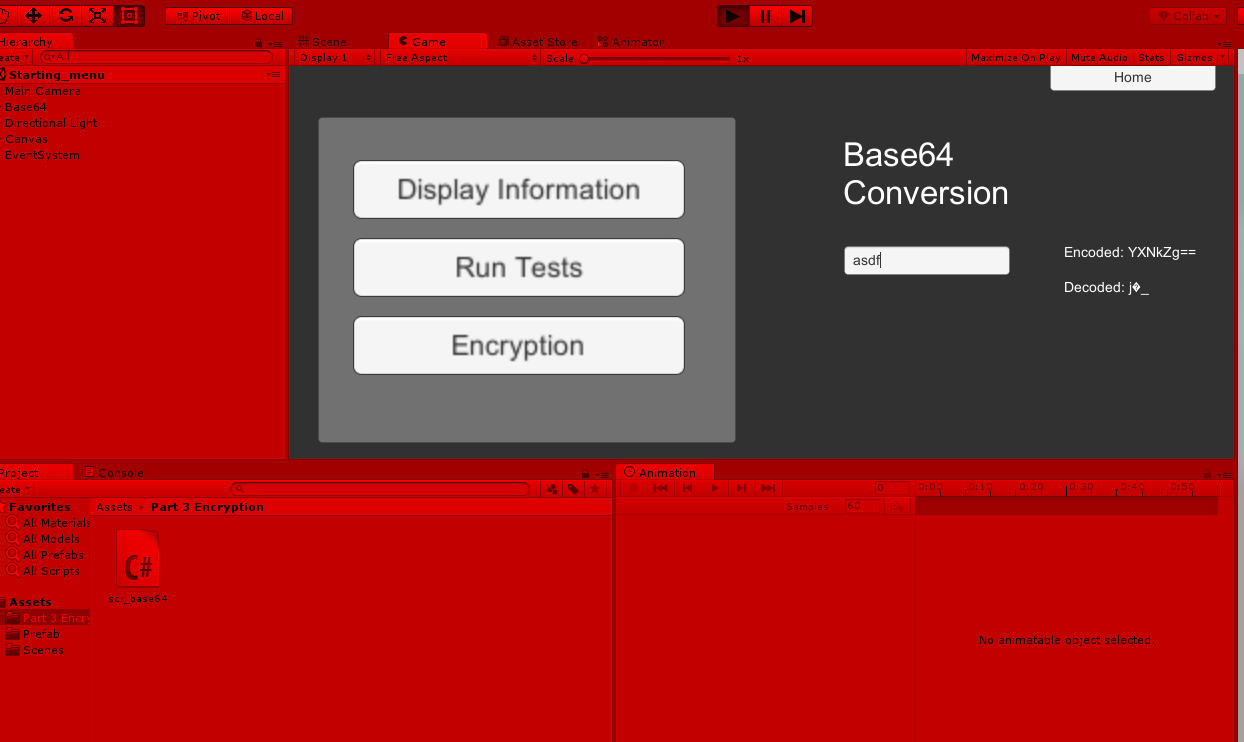 Pivot
Local
Collab
Hierarchy
Scene
Game
Asset Store
Animator
eate
All
Display 1
Free Aspect
Scale
1x
Maximize On Play
Mute Audio
Stats
Gizmos
Starting_menu
Main Camera
Base64
Directional Light
Canvas
EventSystem
Home
Display Information
Run Tests
Encryption
Base64
Conversion
asdf
Encoded: YXNkZg==
Decoded: j�_
Project
Console
Animation
eate
0
0:00
0:10
0:20
0:30
0:40
0:50
Favorites
All Materials
All Models
All Prefabs
All Scripts
Assets
Part 3 Encry
Prefab
Scenes
Assets
Part 3 Encryption
C#
scr_base64
Samples
60
No animatable object selected.